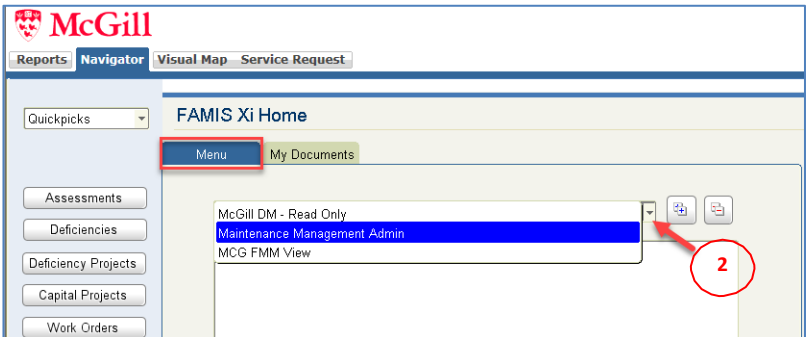 McGill
Reports Navigator Visual Map Service Request
Quickpicks
FAMIS Xi Home
Menu My Documents
Assessments
Deficiencies
Deficiency Projects
Capital Projects
Work Orders
McGill DM - Read Only
Maintenance Management Admin
MCG FMM View
2